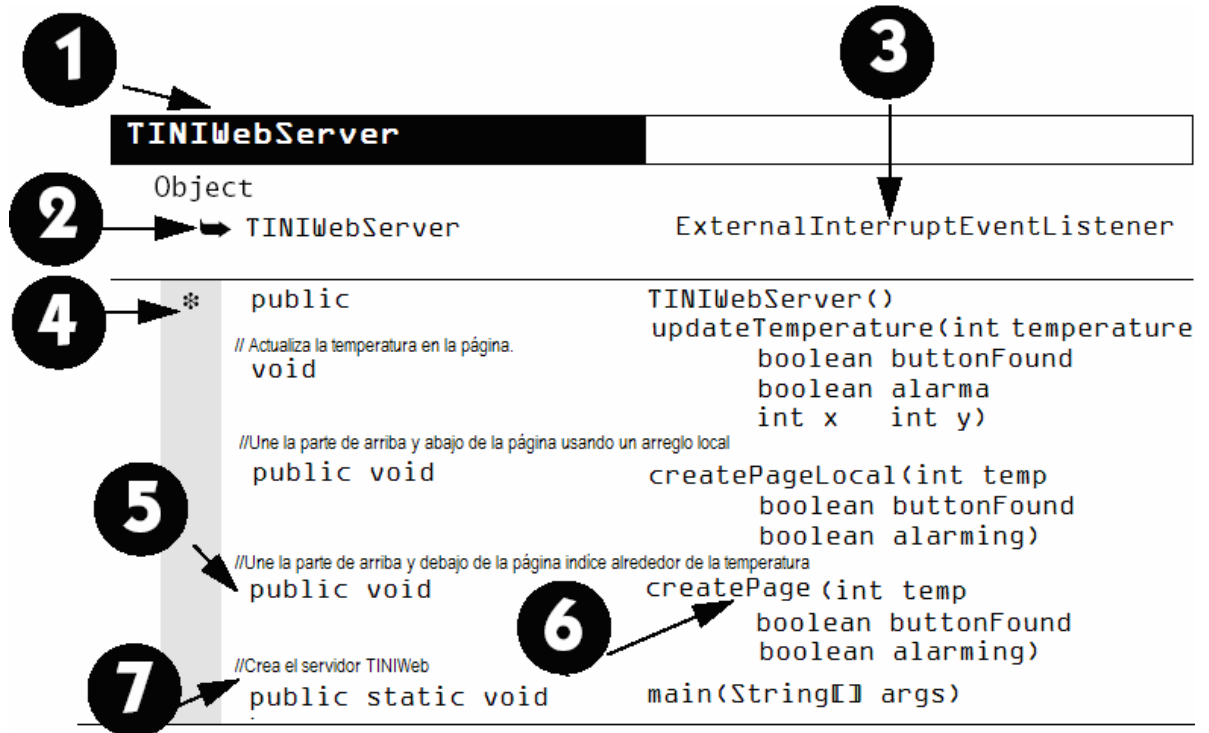 1
3
TINIWebServer
Object
2
TINIWebServer ExternalInterruptEventListener
4
* public TINIWebServer()
updateTemperature(int temperature
// Actualiza la temperatura en la página.
void boolean buttonFound
boolean alarma
int x int y)
//Une la parte de arriba y abajo de la página usando un arreglo local
public void createPageLocal(int temp
5
boolean buttonFound
boolean alarming)
//Une la parte de arriba y debajo de la página indíce alrededor de la temperatura
public void createPage (int temp
6
boolean buttonFound
boolean alarming)
//Crea el servidor TINIWeb
7
public static void main(String[] args)